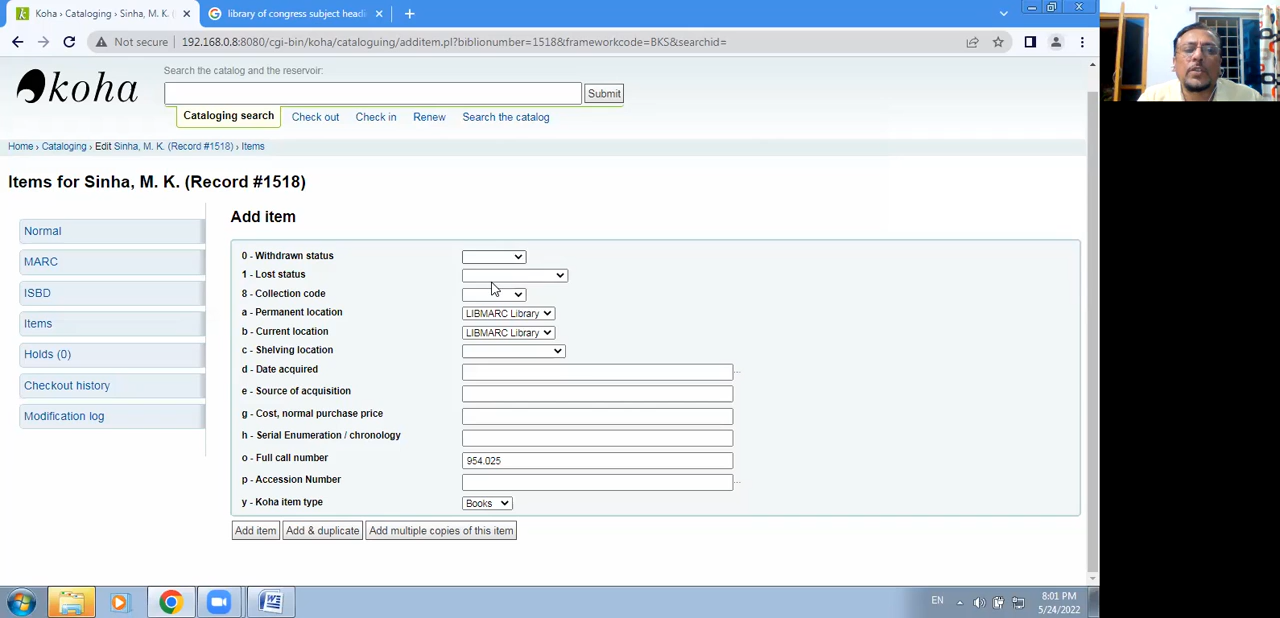 Koha › Cataloging › Sinha, M. K. (
library of congress subject headi
Not secure
192.168.0.8:8080/cgi-bin/koha/cataloguing/additem.pl?biblionumber=1518&frameworkcode=BKS&searchid=
koha
Search the catalog and the reservoir:
Submit
Cataloging search
Check out
Check in
Renew
Search the catalog
Home › Cataloging › Edit Sinha, M. K. (Record #1518) › Items
Items for Sinha, M. K. (Record #1518)
Normal
MARC
ISBD
Items
Holds (0)
Checkout history
Modification log
Add item
0 - Withdrawn status
1 - Lost status
8 - Collection code
a - Permanent location LIBMARC Library
b - Current location LIBMARC Library
c - Shelving location
d - Date acquired ...
e - Source of acquisition
g - Cost, normal purchase price
h - Serial Enumeration / chronology
o - Full call number 954.025
p - Accession Number ...
y - Koha item type Books
Add item
Add & duplicate
Add multiple copies of this item
EN
8:01 PM
5/24/2022